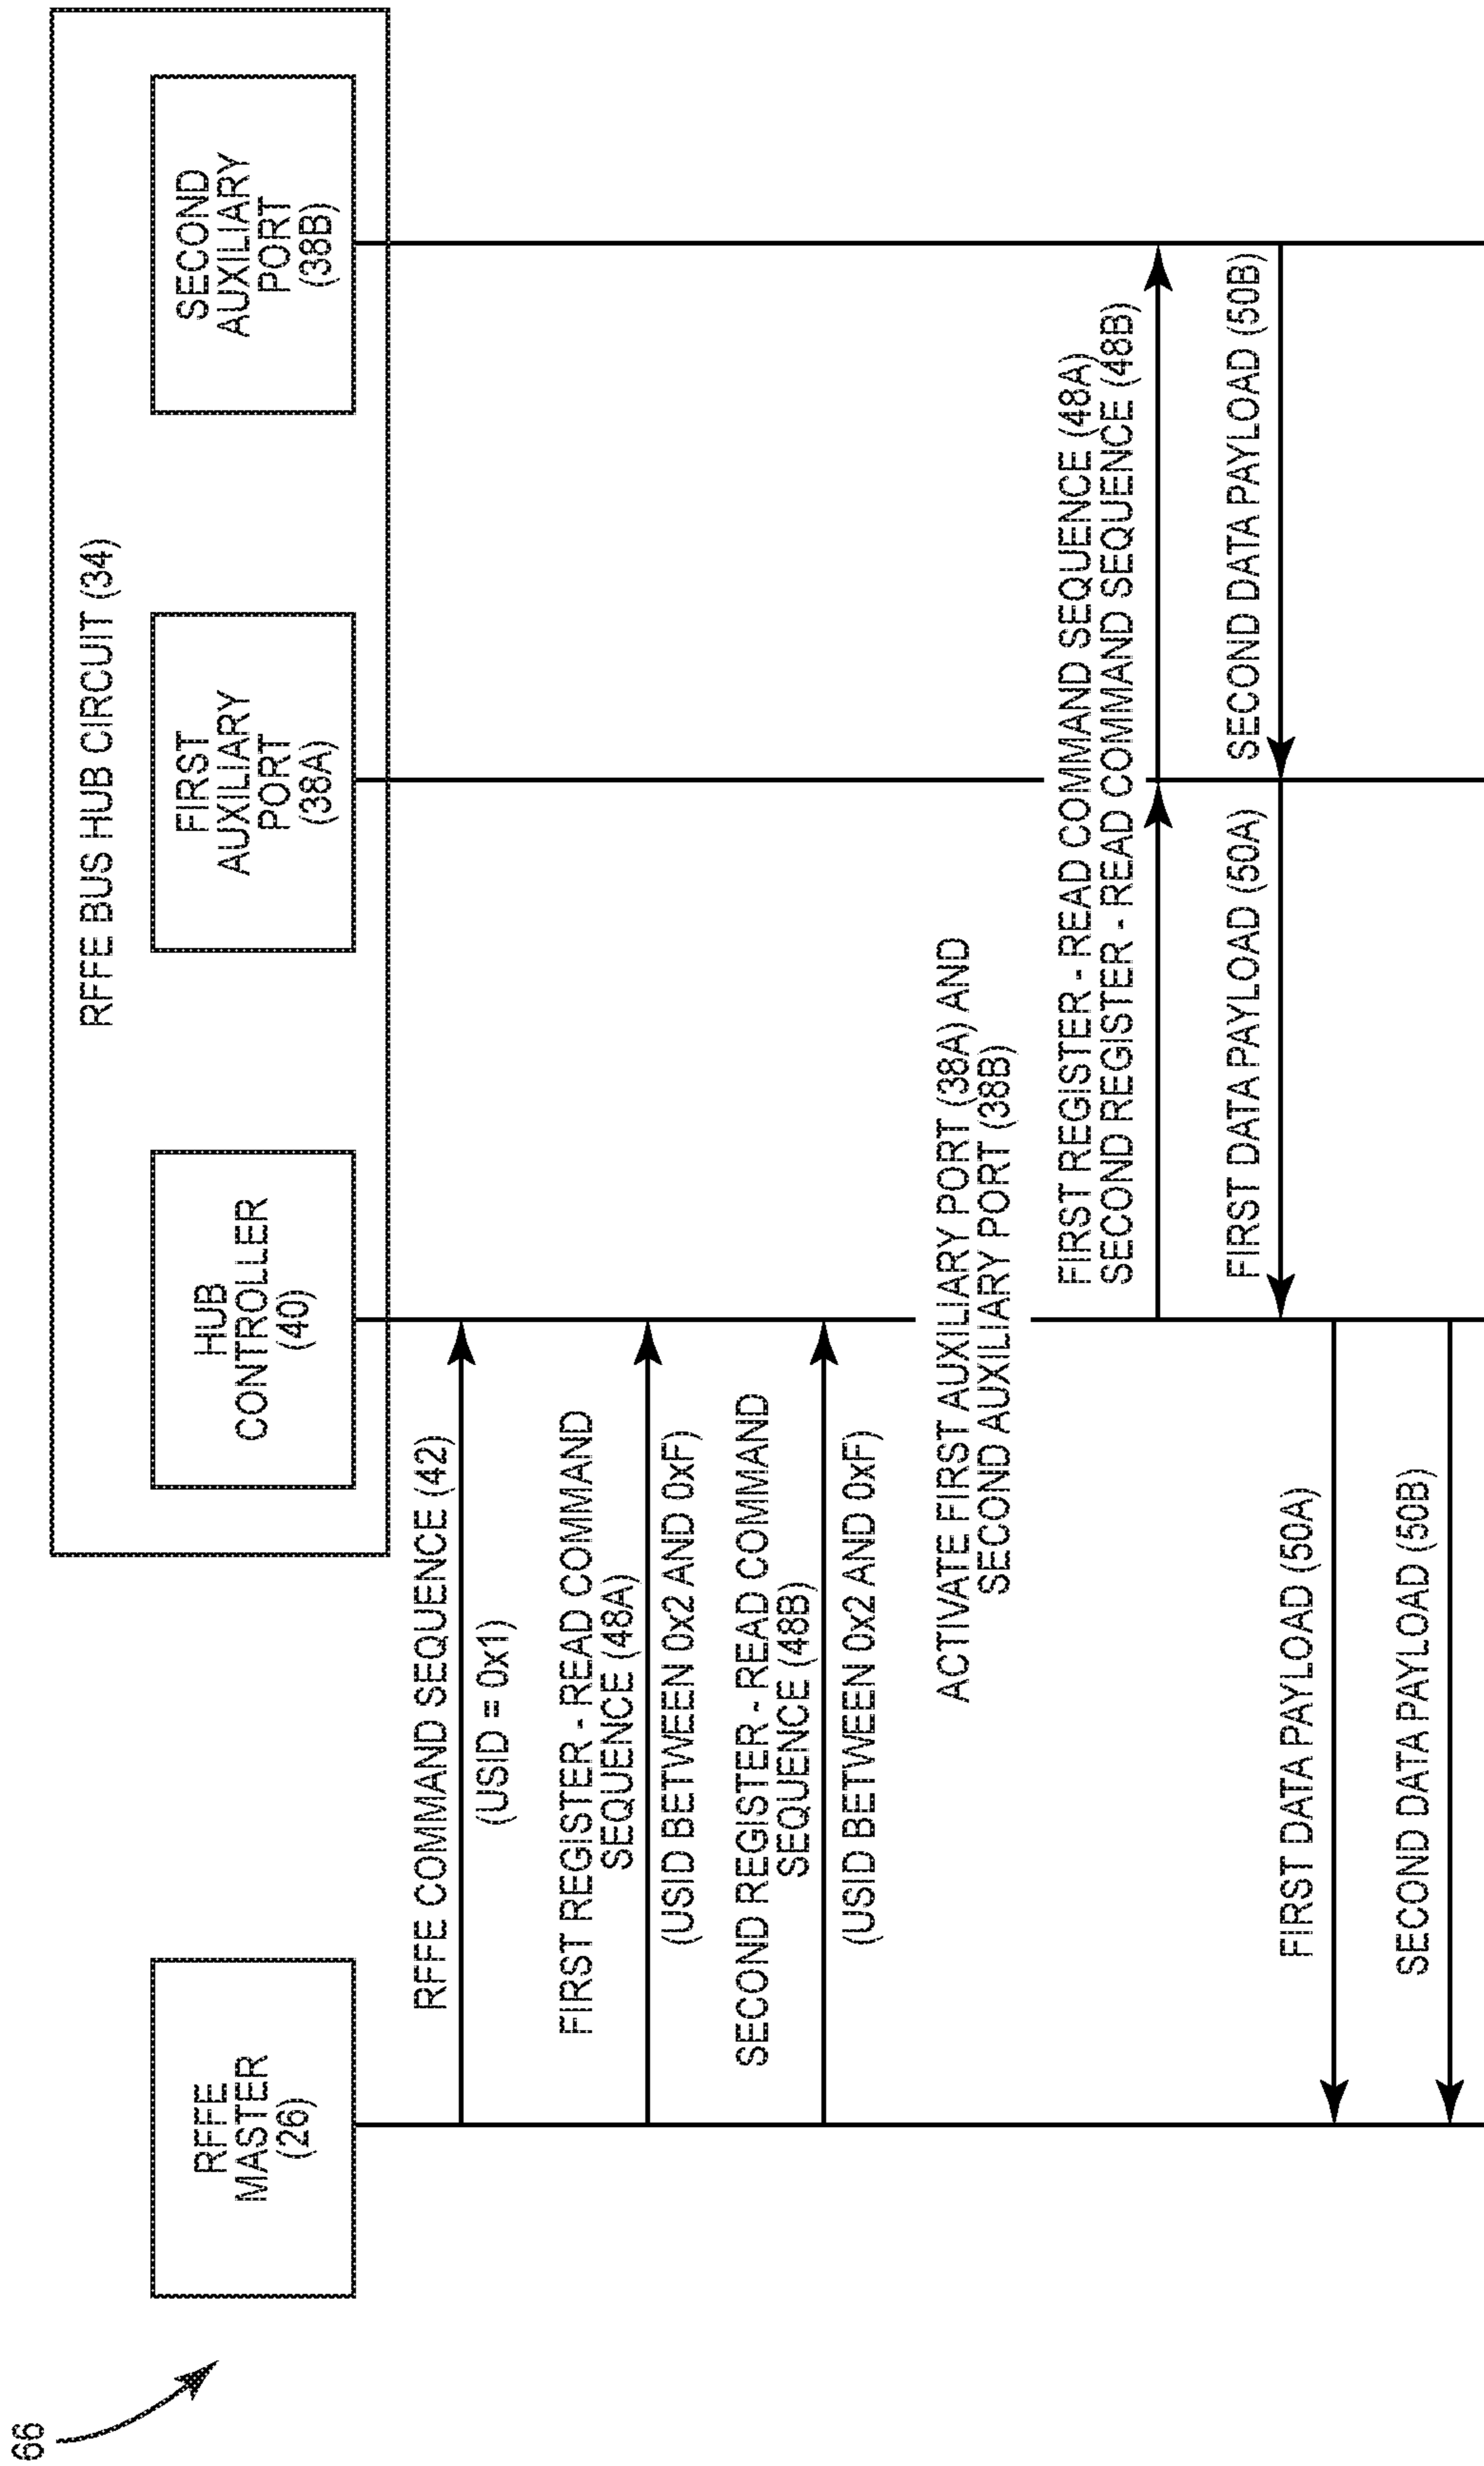 66
RFFE BUS HUB CIRCUIT (34)
RFFE
MASTER
(26)
HUB
CONTROLLER
(40)
FIRST
AUXILIARY
PORT
(38A)
SECOND
AUXILIARY
PORT
(38B)
RFFE COMMAND SEQUENCE (42)
(USID = 0x1)
FIRST REGISTER - READ COMMAND
SEQUENCE (48A)
(USID BETWEEN 0x2 AND 0xF)
SECOND REGISTER - READ COMMAND
SEQUENCE (48B)
(USID BETWEEN 0x2 AND 0xF)
ACTIVATE FIRST AUXILIARY PORT (38A) AND
SECOND AUXILIARY PORT (38B)
FIRST REGISTER - READ COMMAND SEQUENCE (48A)
SECOND REGISTER - READ COMMAND SEQUENCE (48B)
FIRST DATA PAYLOAD (50A)
SECOND DATA PAYLOAD (50B)
FIRST DATA PAYLOAD (50A)
SECOND DATA PAYLOAD (50B)